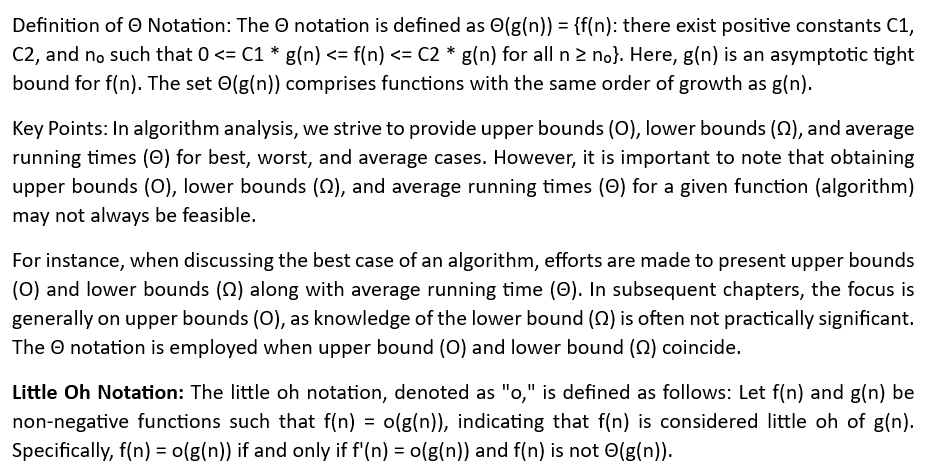 Definition of Θ Notation: The Θ notation is defined as Θ(g(n)) = {f(n): there exist positive constants C1,
C2, and n₀ such that 0 <= C1 * g(n) <= f(n) <= C2 * g(n) for all n ≥ n₀}. Here, g(n) is an asymptotic tight
bound for f(n). The set Θ(g(n)) comprises functions with the same order of growth as g(n).
Key Points: In algorithm analysis, we strive to provide upper bounds (O), lower bounds (Ω), and average
running times (Θ) for best, worst, and average cases. However, it is important to note that obtaining
upper bounds (O), lower bounds (Ω), and average running times (Θ) for a given function (algorithm)
may not always be feasible.
For instance, when discussing the best case of an algorithm, efforts are made to present upper bounds
(O) and lower bounds (Ω) along with average running time (Θ). In subsequent chapters, the focus is
generally on upper bounds (O), as knowledge of the lower bound (Ω) is often not practically significant.
The Θ notation is employed when upper bound (O) and lower bound (Ω) coincide.
Little Oh Notation: The little oh notation, denoted as "o," is defined as follows: Let f(n) and g(n) be
non-negative functions such that f(n) = o(g(n)), indicating that f(n) is considered little oh of g(n).
Specifically, f(n) = o(g(n)) if and only if f'(n) = o(g(n)) and f(n) is not Θ(g(n)).